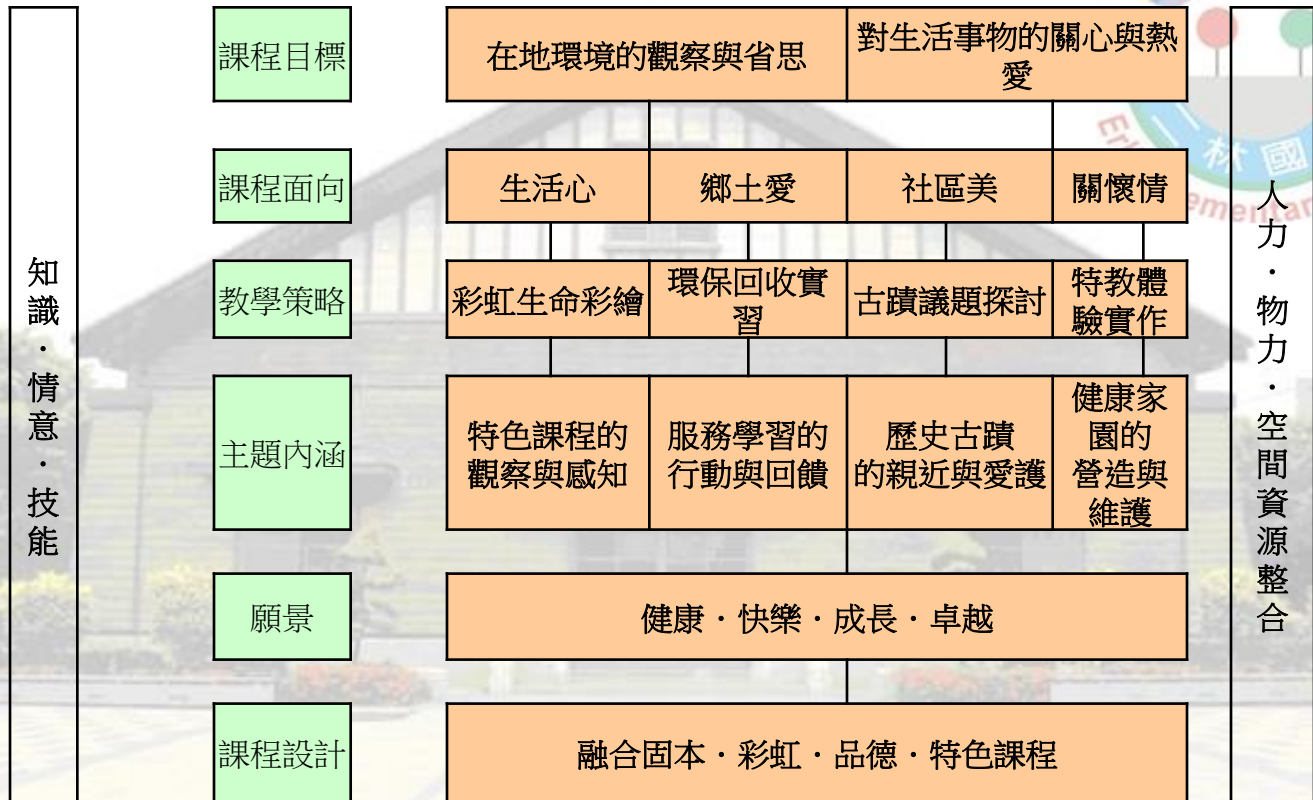 知識．情意．技能
課程目標
在地環境的觀察與省思
對生活事物的關心與熱
愛
課程面向
生活心
鄉土愛
社區美
關懷情
教學策略
彩虹生命彩繪
環保回收實
習
古蹟議題探討
特教體
驗實作
主題內涵
特色課程的
觀察與感知
服務學習的
行動與回饋
歷史古蹟
的親近與愛護
健康家
園的
營造與
維護
願景
健康．快樂．成長．卓越
課程設計
融合固本．彩虹．品德．特色課程
人力．物力．空間資源整合
林國